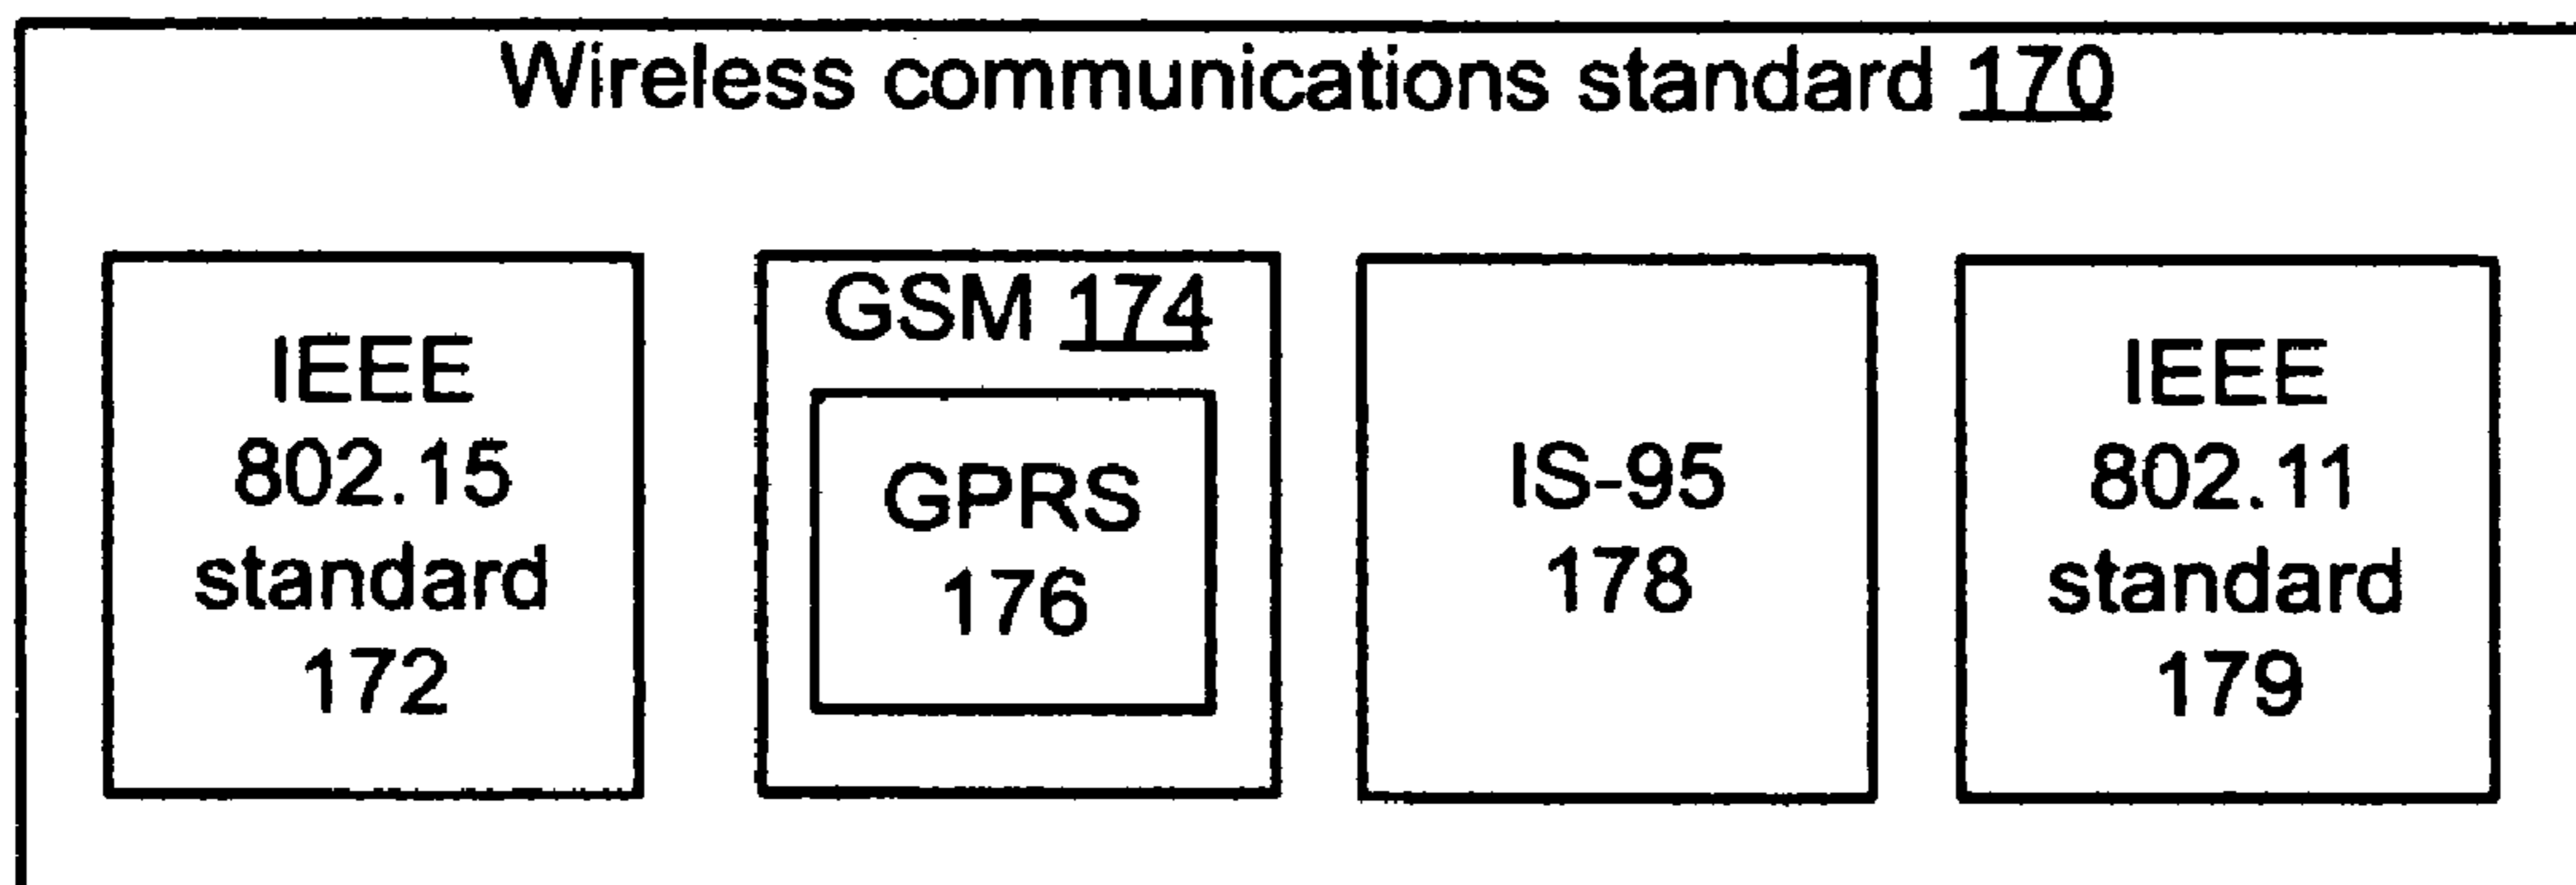 Wireless communications standard 170
IEEE
802.15
standard
172
GSM 174
GPRS
176
IS-95
178
IEEE
802.11
standard
179